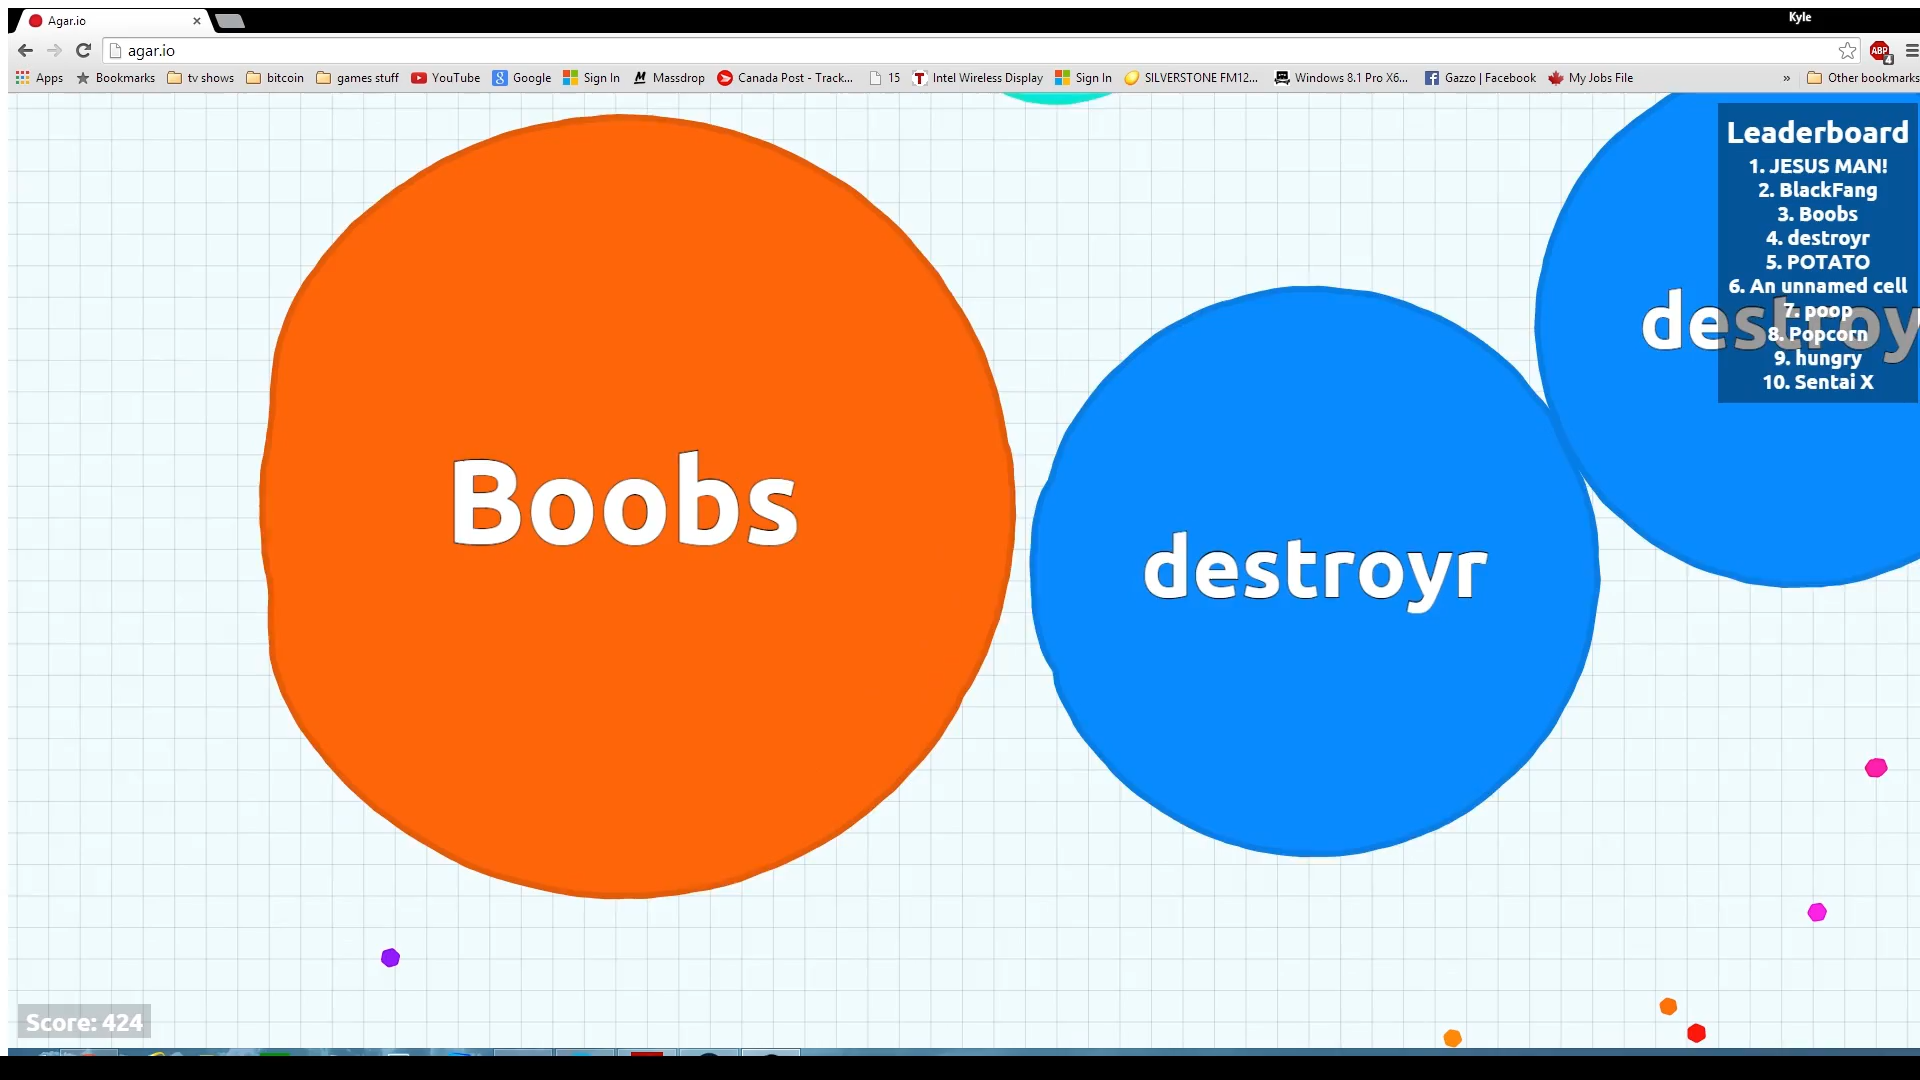 Agar.io
Kyle
agar.io
ABP
4
Apps Bookmarks tv shows bitcoin games stuff YouTube Google Sign In Massdrop Canada Post - Track... 15 Intel Wireless Display Sign In SILVERSTONE FM12... Windows 8.1 Pro X6... Gazzo | Facebook My Jobs File » Other bookmarks
Leaderboard
1. JESUS MAN!
2. BlackFang
3. Boobs
4. destroyr
5. POTATO
6. An unnamed cell
7. poop
8. Popcorn
9. hungry
10. Sentai X
destroy
Boobs
destroyr
Score: 424